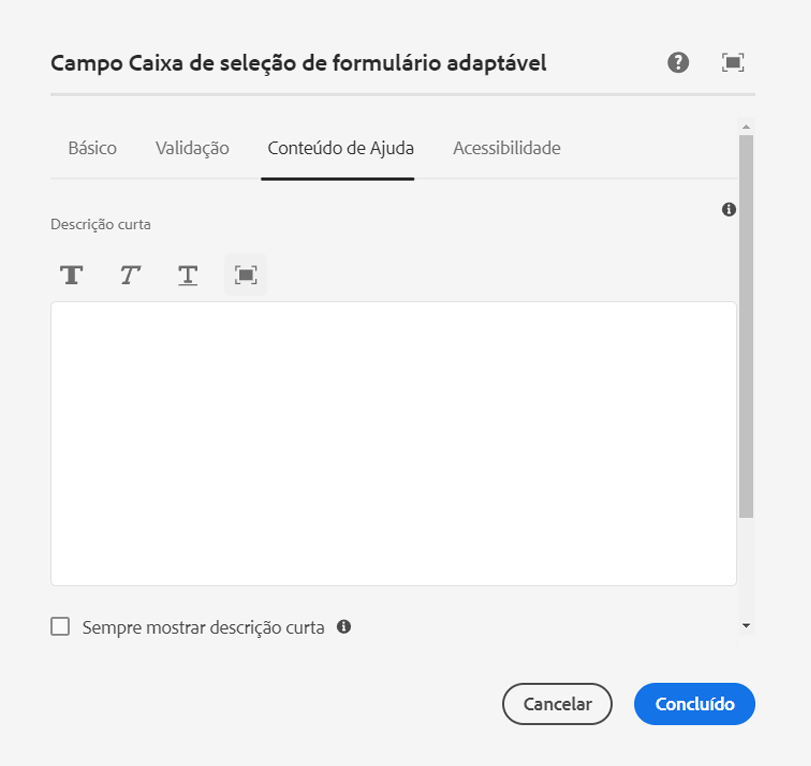 Campo Caixa de seleção de formulário adaptável
Básico Validação Conteúdo de Ajuda Acessibilidade
Descrição curta
T T T
Sempre mostrar descrição curta
Cancelar Concluído